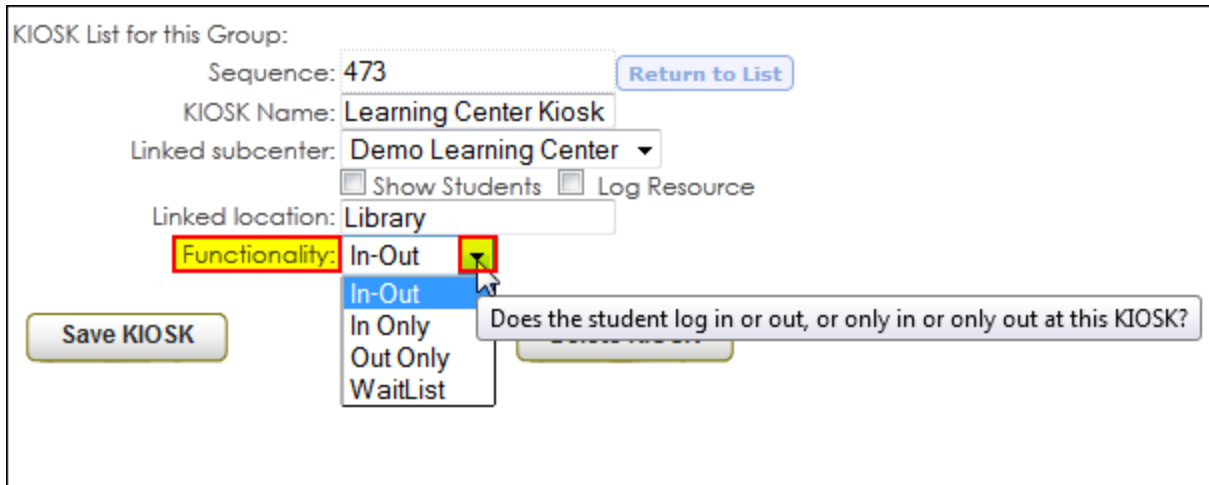 KIOSK List for this Group:
Sequence: 473 Return to List
KIOSK Name: Learning Center Kiosk
Linked subcenter: Demo Learning Center
Show Students Log Resource
Linked location: Library
Functionality: In-Out
In-Out
Does the student log in or out, or only in or only out at this KIOSK?
In Only
Save KIOSK
Out Only
WaitList